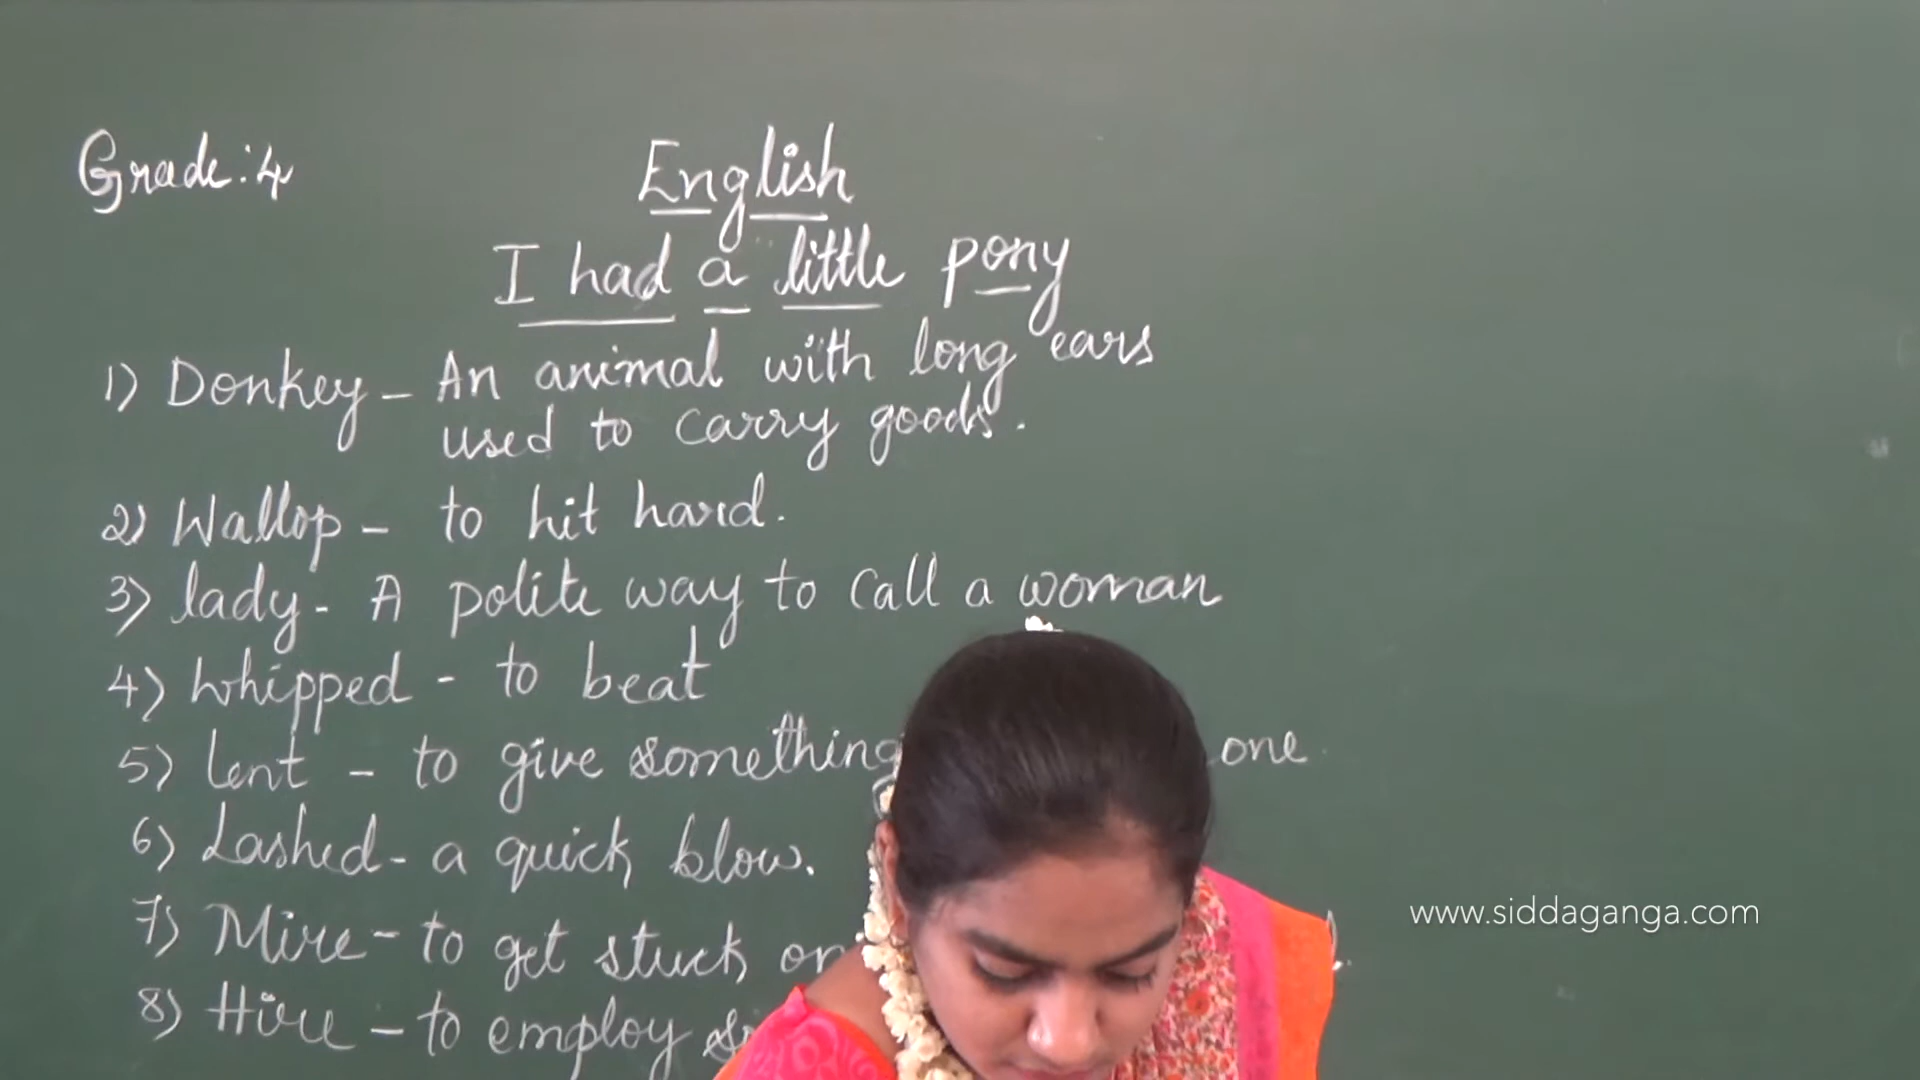 Grade: 4
English
I had a little pony
1) Donkey - An animal with long ears
used to carry goods.
2) Wallop - to hit hard.
3) lady - A polite way to call a woman
4) Whipped - to beat
5) lent - to give something one
6) Lashed - a quick blow.
7) Mire - to get stuck
8) Hire - to employ
www.siddaganga.com